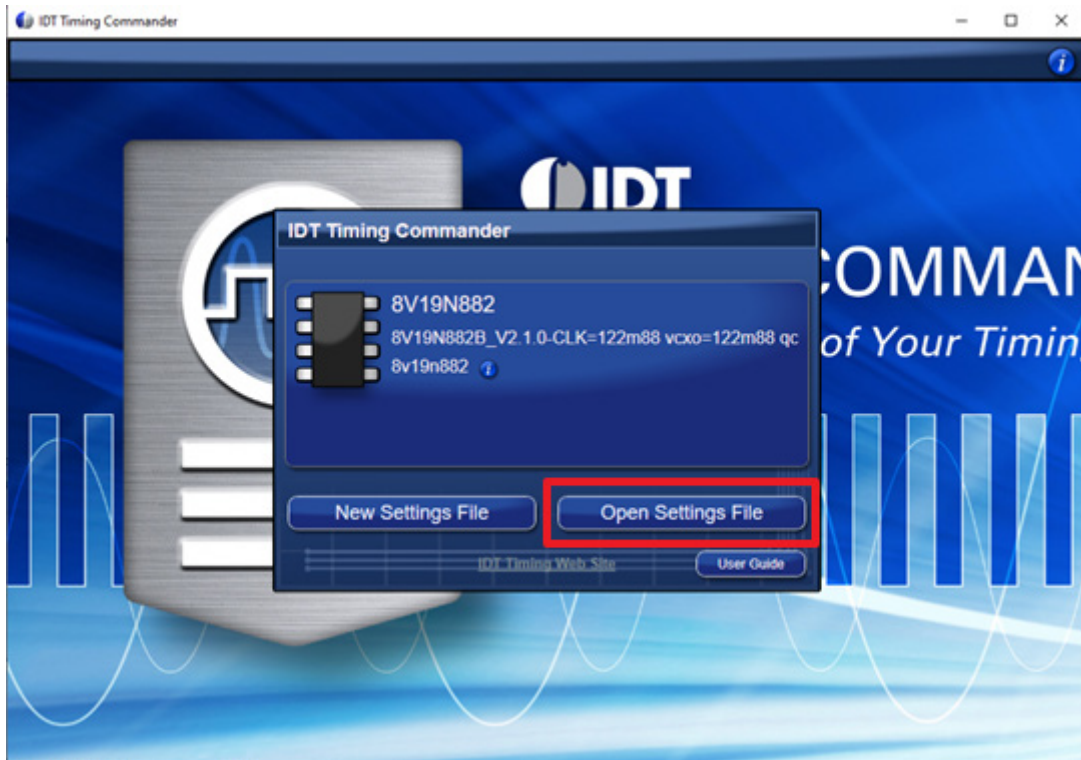 IDT Timing Commander
i
IDT
COMMAN
of Your Timin
IDT Timing Commander
8V19N882
8V19N882B_V2.1.0-CLK=122m88 vcxo=122m88 qc
8v19n882 i
New Settings File
Open Settings File
IDT Timing Web Site
User Guide